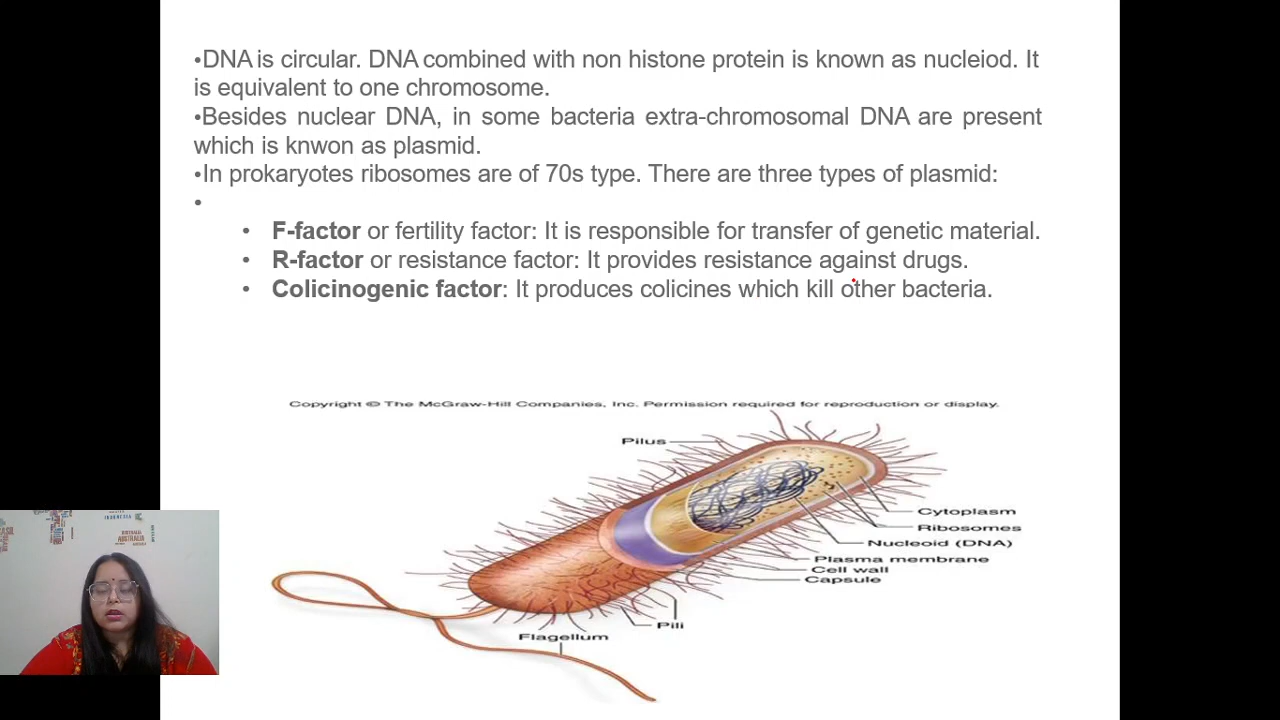 •DNA is circular. DNA combined with non histone protein is known as nucleiod. It
is equivalent to one chromosome.
•Besides nuclear DNA, in some bacteria extra-chromosomal DNA are present
which is knwon as plasmid.
•In prokaryotes ribosomes are of 70s type. There are three types of plasmid:
•
• F-factor or fertility factor: It is responsible for transfer of genetic material.
• R-factor or resistance factor: It provides resistance against drugs.
• Colicinogenic factor: It produces colicines which kill other bacteria.
Copyright © The McGraw-Hill Companies, Inc. Permission required for reproduction or display.
Pilus
Cytoplasm
Ribosomes
Nucleoid (DNA)
Plasma membrane
Cell wall
Capsule
Pili
Flagellum
AUSTRALIA